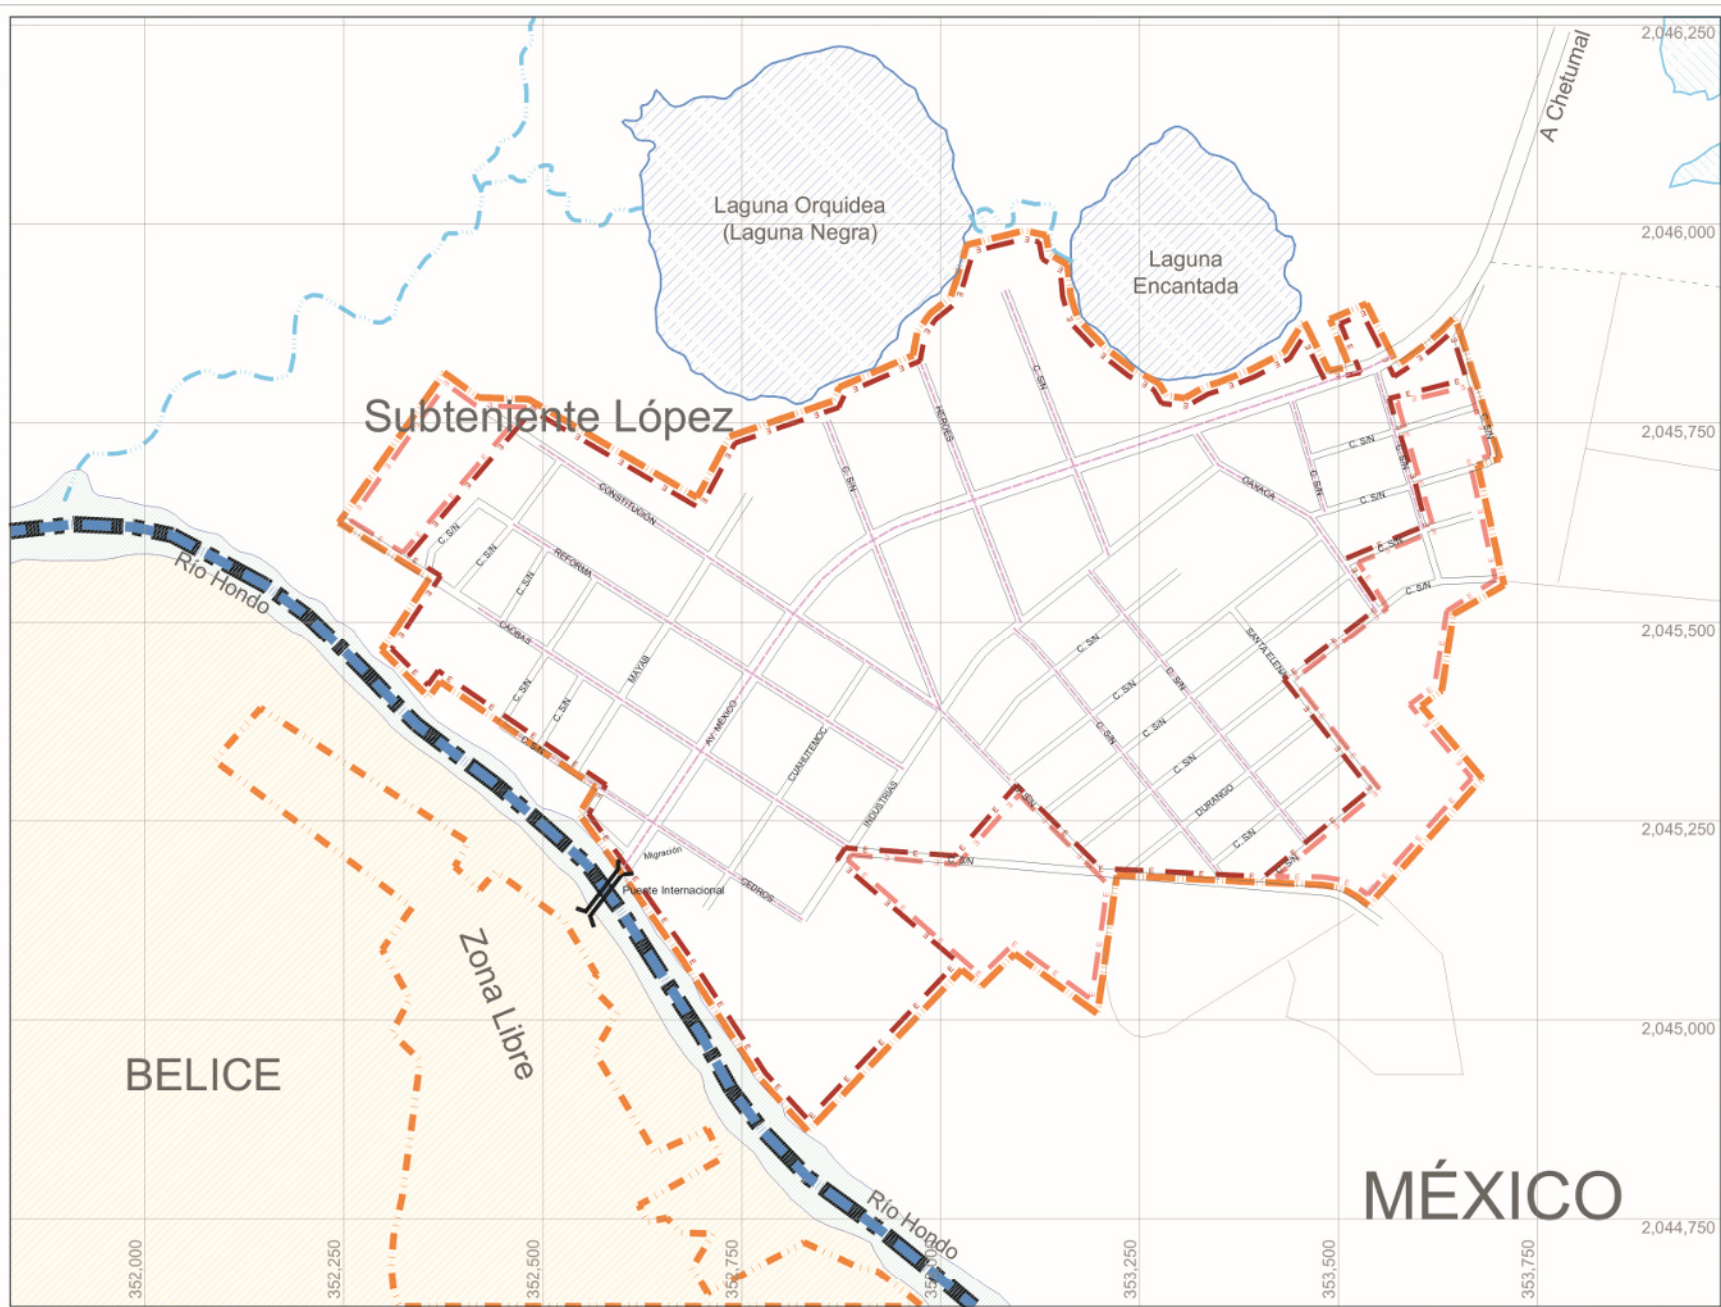 2,046,250
A Chetumal
Laguna Orquidea
(Laguna Negra)
2,046,000
Laguna
Encantada
C. S/N
Subteniente López
HEROES
2,045,750
C. S/N
C. S/N
C. S/N
C. S/N
C. S/N
OAXACA
C. S/N
C. S/N
CONSTITUCIÓN
C. S/N
C. S/N
C. S/N
REFORMA
C. S/N
C. S/N
Río Hondo
2,045,500
CAOBAS
C. S/N
SANTA ELENA
MAYAB
C. S/N
C. S/N
C. S/N
C. S/N
AV. MÉXICO
C. S/N
C. S/N
C. S/N
CUAHUTEMOC
C. S/N
INDUSTRIAS
C. S/N
DURANGO
2,045,250
C. S/N
Migración
C. S/N
C. S/N
Puente Internacional
CEDROS
Zona Libre
2,045,000
BELICE
MÉXICO
Río Hondo
2,044,750
352,000
352,250
352,500
352,750
353,250
353,500
353,750